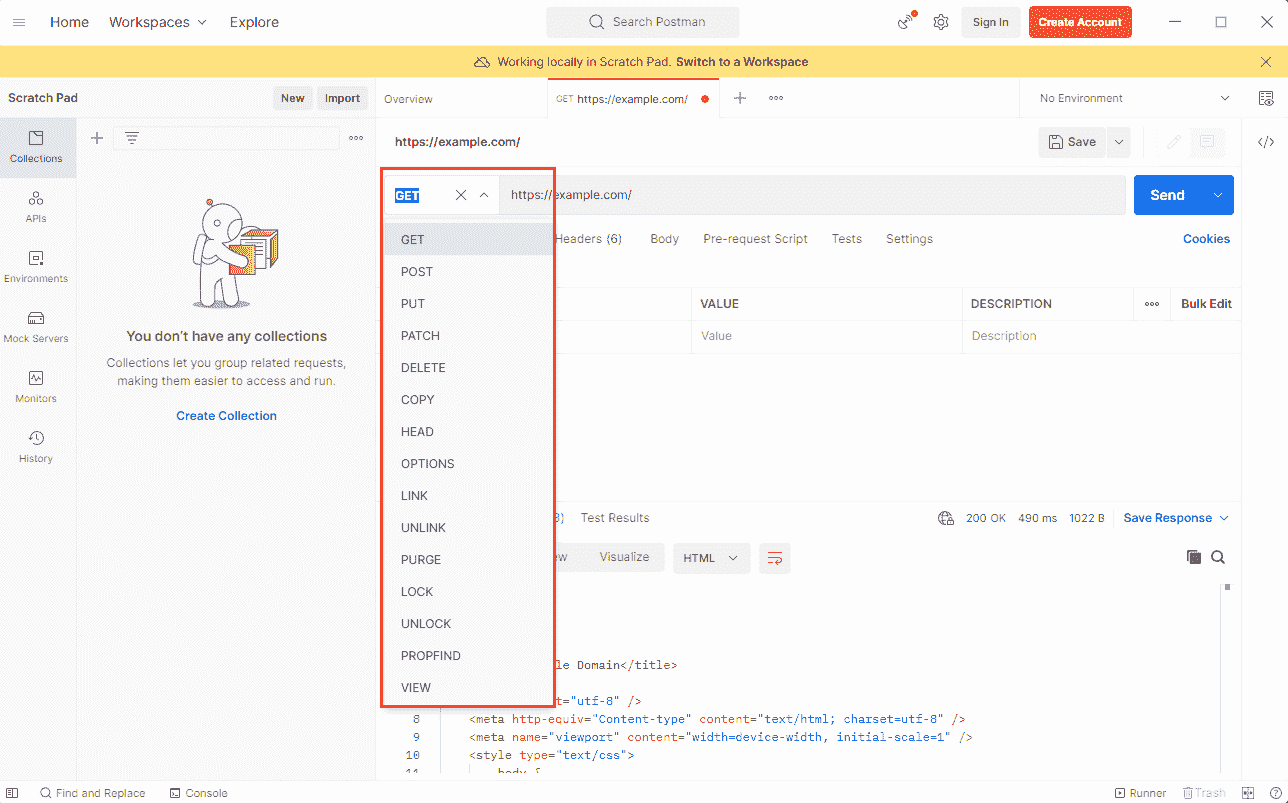 Home Workspaces Explore Search Postman Sign In Create Account
Working locally in Scratch Pad. Switch to a Workspace
Scratch Pad New Import Overview GET https://example.com/ No Environment
Collections
APIs
Environments
Mock Servers
Monitors
History
You don't have any collections
Collections let you group related requests,
making them easier to access and run.
Create Collection
https://example.com/ Save
GET https://example.com/ Send
Headers (6) Body Pre-request Script Tests Settings Cookies
VALUE DESCRIPTION Bulk Edit
Value Description
GET
POST
PUT
PATCH
DELETE
COPY
HEAD
OPTIONS
LINK
UNLINK
PURGE
LOCK
UNLOCK
PROPFIND
VIEW
Test Results 200 OK 490 ms 1022 B Save Response
Visualize HTML
le Domain</title>
t="utf-8" />
8 <meta http-equiv="Content-type" content="text/html; charset=utf-8" />
9 <meta name="viewport" content="width=device-width, initial-scale=1" />
10 <style type="text/css">
11 body {
Find and Replace Console Runner Trash